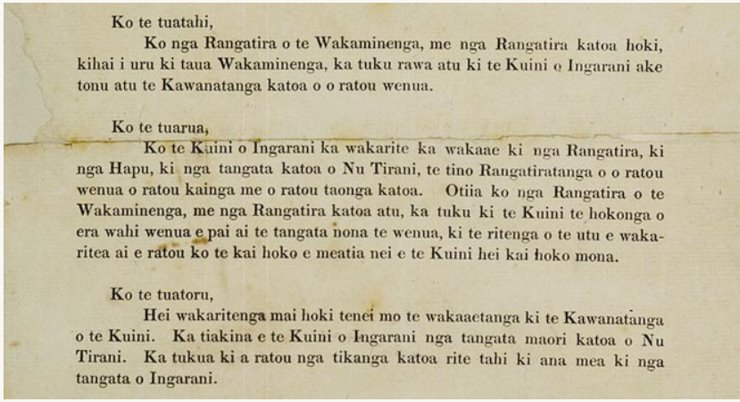 Ko te tuatahi,
Ko nga Rangatira o te Wakaminenga, me nga Rangatira katoa hoki,
kihai i uru ki taua Wakaminenga, ka tuku rawa atu ki te Kuini o Ingarani ake
tonu atu te Kawanatanga katoa o o ratou wenua.
Ko te tuarua,
Ko te Kuini o Ingarani ka wakarite ka wakaae ki nga Rangatira, ki
nga Hapu, ki nga tangata katoa o Nu Tirani, te tino Rangatiratanga o o ratou
wenua o ratou kainga me o ratou taonga katoa. Otiia ko nga Rangatira o te
Wakaminenga, me nga Rangatira katoa atu, ka tuku ki te Kuini te hokonga o
era wahi wenua e pai ai te tangata nona te wenua, ki te ritenga o te utu e waka-
ritea ai e ratou ko te kai hoko e meatia nei e te Kuini hei kai hoko mona.
Ko te tuatoru,
Hei wakaritenga mai hoki tenei mo te wakaaetanga ki te Kawanatanga
o te Kuini. Ka tiakina e te Kuini o Ingarani nga tangata maori katoa o Nu
Tirani. Ka tukua ki a ratou nga tikanga katoa rite tahi ki ana mea ki nga
tangata o Ingarani.